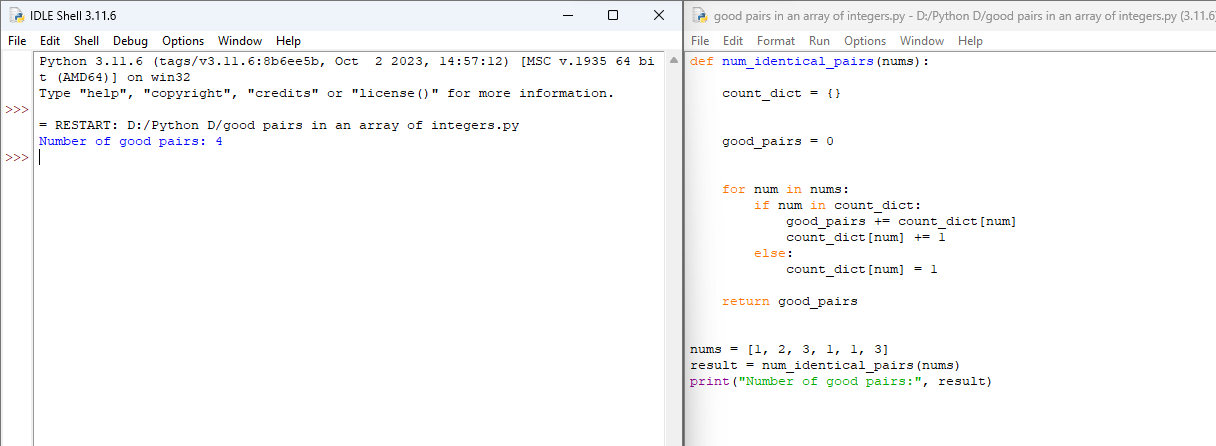 IDLE Shell 3.11.6
File Edit Shell Debug Options Window Help
Python 3.11.6 (tags/v3.11.6:8b6ee5b, Oct  2 2023, 14:57:12) [MSC v.1935 64 bi
t (AMD64)] on win32
Type "help", "copyright", "credits" or "license()" for more information.
>>>
= RESTART: D:/Python D/good pairs in an array of integers.py
Number of good pairs: 4
>>>
good pairs in an array of integers.py - D:/Python D/good pairs in an array of integers.py (3.11.6
File Edit Format Run Options Window Help
def num_identical_pairs(nums):
    count_dict = {}
    good_pairs = 0
    for num in nums:
        if num in count_dict:
            good_pairs += count_dict[num]
            count_dict[num] += 1
        else:
            count_dict[num] = 1
    return good_pairs
nums = [1, 2, 3, 1, 1, 3]
result = num_identical_pairs(nums)
print("Number of good pairs:", result)